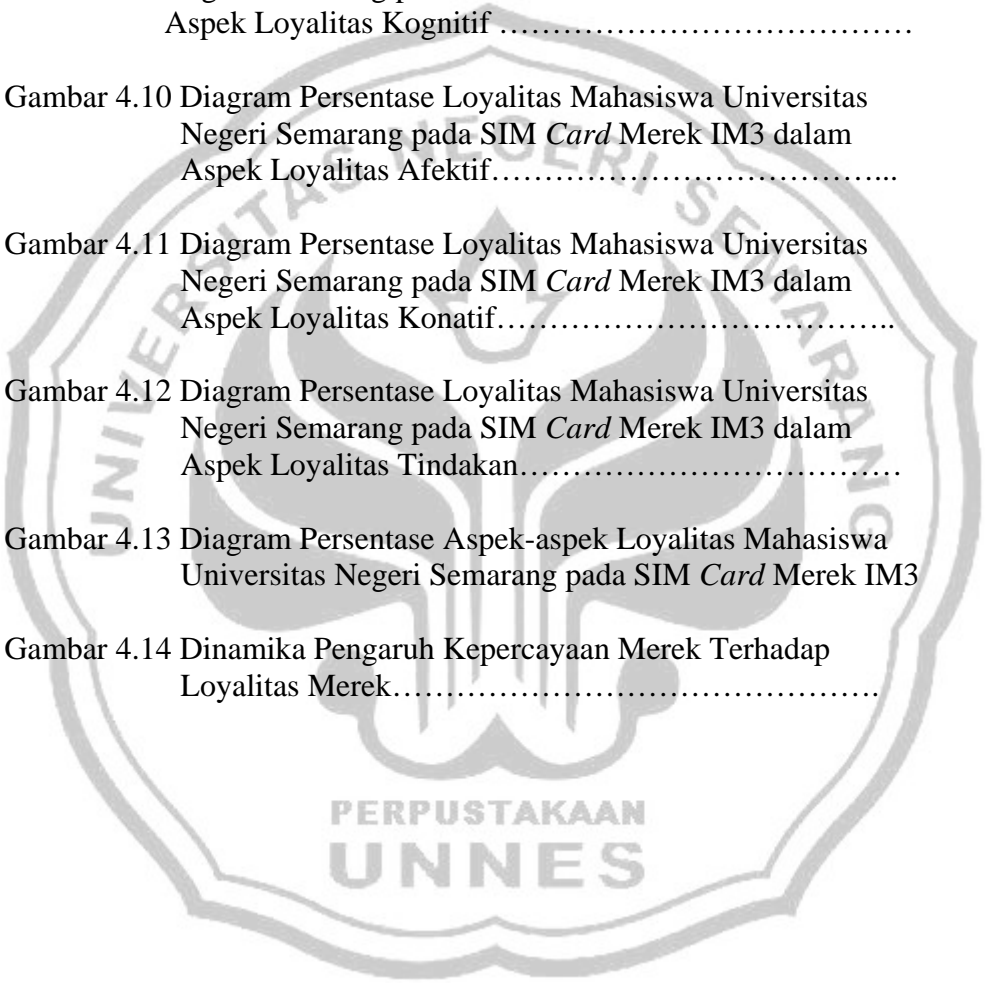 Aspek Loyalitas Kognitif …………………………………
Gambar 4.10 Diagram Persentase Loyalitas Mahasiswa Universitas
Negeri Semarang pada SIM Card Merek IM3 dalam
Aspek Loyalitas Afektif………………………………...
Gambar 4.11 Diagram Persentase Loyalitas Mahasiswa Universitas
Negeri Semarang pada SIM Card Merek IM3 dalam
Aspek Loyalitas Konatif………………………………..
Gambar 4.12 Diagram Persentase Loyalitas Mahasiswa Universitas
Negeri Semarang pada SIM Card Merek IM3 dalam
Aspek Loyalitas Tindakan………………………………
Gambar 4.13 Diagram Persentase Aspek-aspek Loyalitas Mahasiswa
Universitas Negeri Semarang pada SIM Card Merek IM3
Gambar 4.14 Dinamika Pengaruh Kepercayaan Merek Terhadap
Loyalitas Merek……………………………………….
UNIVERSITAS NEGERI SEMARANG
PERPUSTAKAAN
UNNES